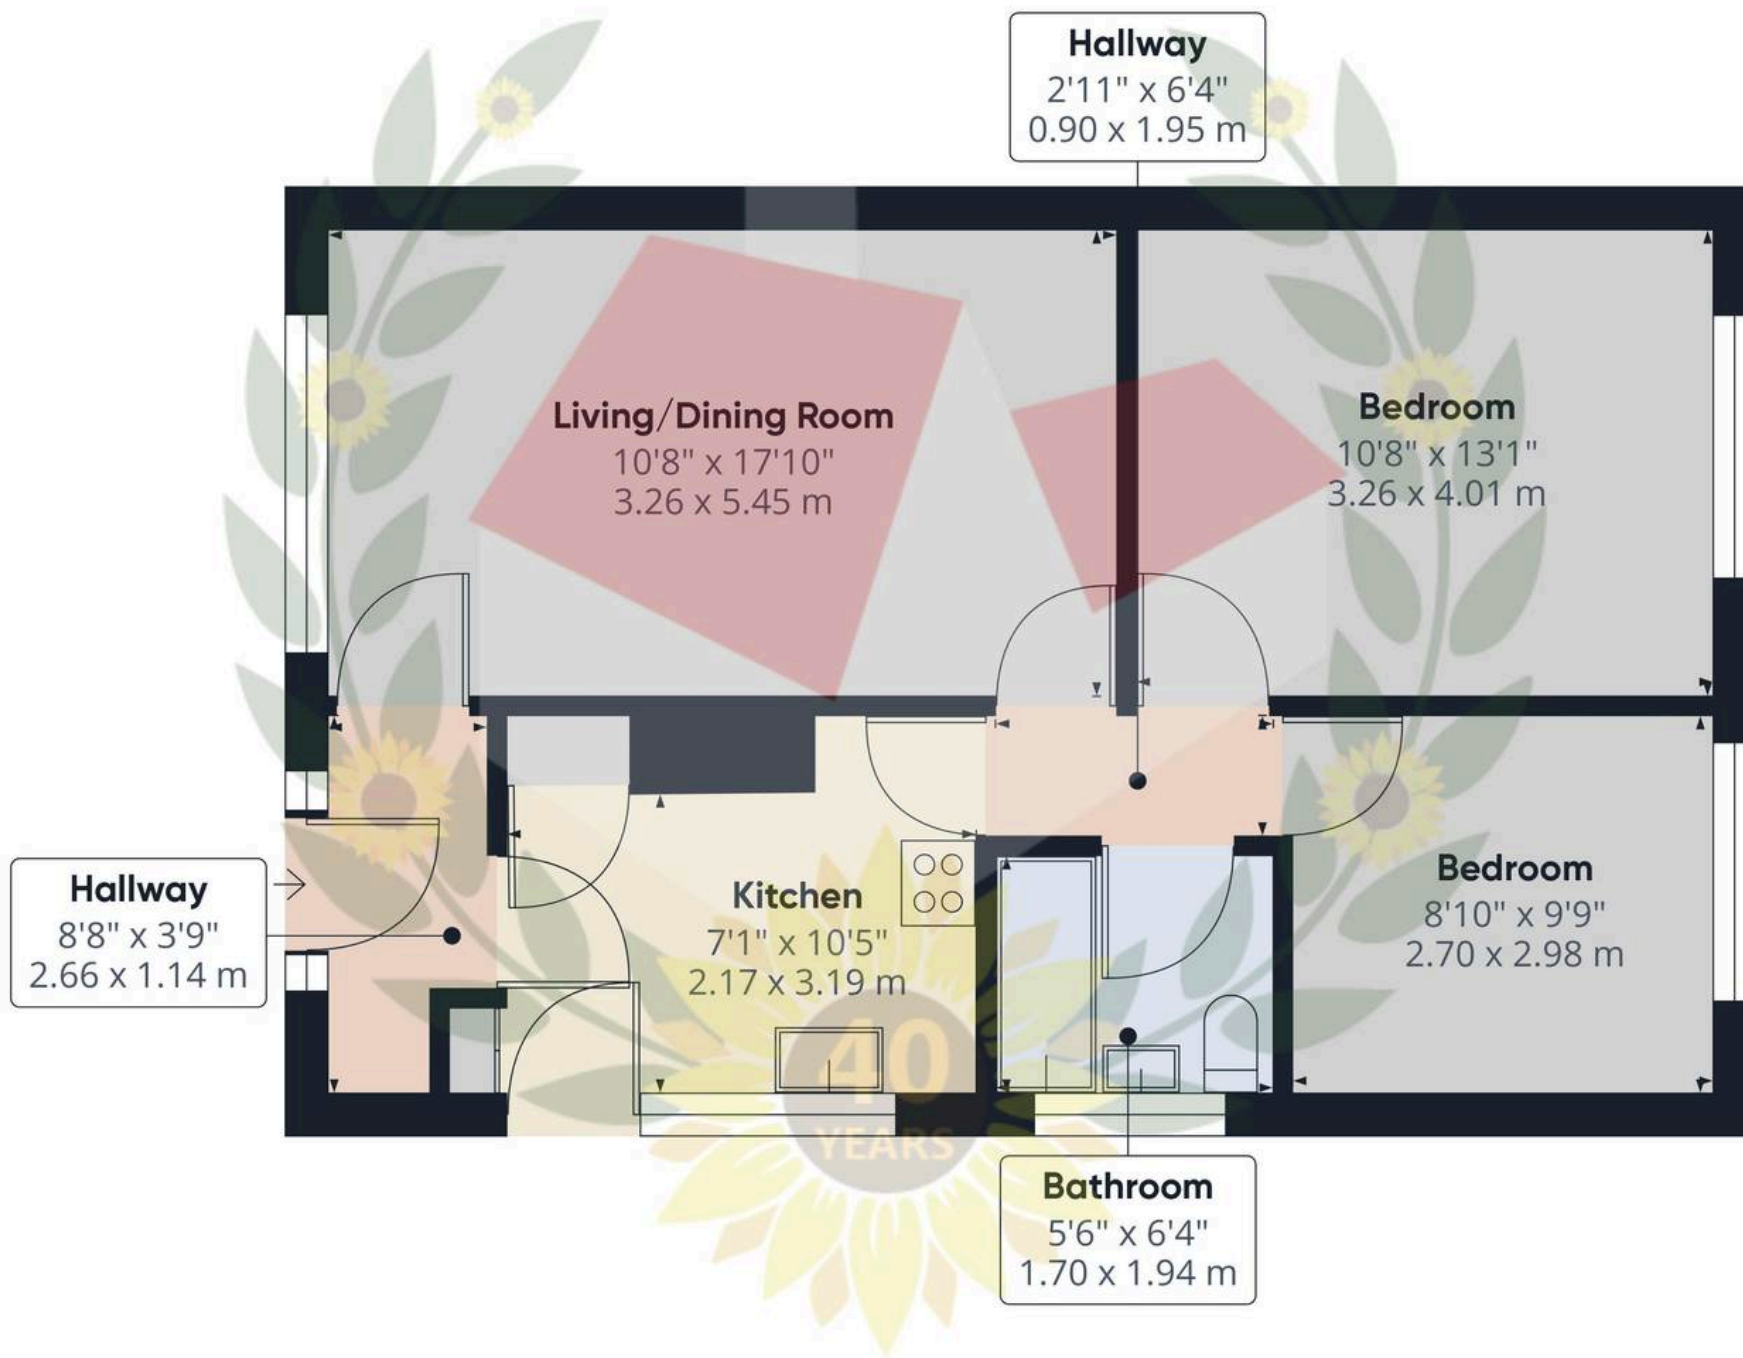 Hallway
2'11" x 6'4"
0.90 x 1.95 m
Living/Dining Room
10'8" x 17'10"
3.26 x 5.45 m
Bedroom
10'8" x 13'1"
3.26 x 4.01 m
Hallway
8'8" x 3'9"
2.66 x 1.14 m
Kitchen
7'1" x 10'5"
2.17 x 3.19 m
Bedroom
8'10" x 9'9"
2.70 x 2.98 m
40
YEARS
Bathroom
5'6" x 6'4"
1.70 x 1.94 m